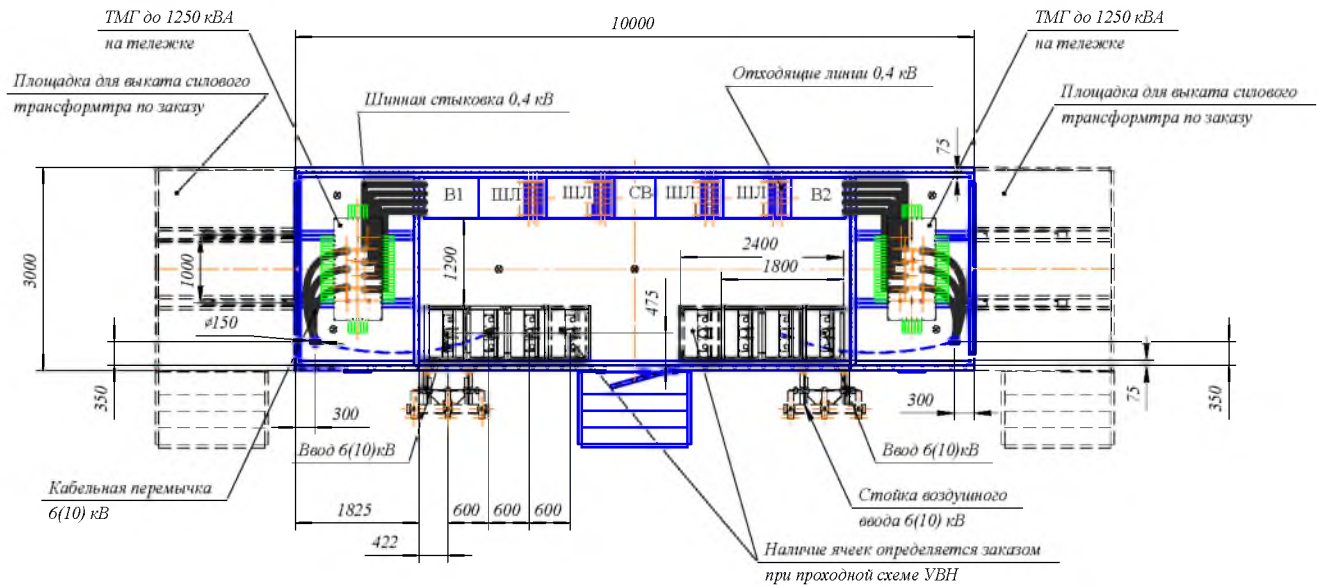 ТМГ до 1250 кВА
на тележке
10000
ТМГ до 1250 кВА
на тележке
Площадка для выката силового
трансформтра по заказу
Шинная стыковка 0,4 кВ
Отходящие линии 0,4 кВ
Площадка для выката силового
трансформтра по заказу
75
В1
ШЛ
ШЛ
СВ
ШЛ
ШЛ
В2
3000
1000
1290
2400
1800
475
ø150
350
300
75
300
350
Ввод 6(10)кВ
Ввод 6(10)кВ
Кабельная перемычка
6(10) кВ
1825
600
600
600
422
Стойка воздушного
ввода 6(10) кВ
Наличие ячеек определяется заказом
при проходной схеме УВН